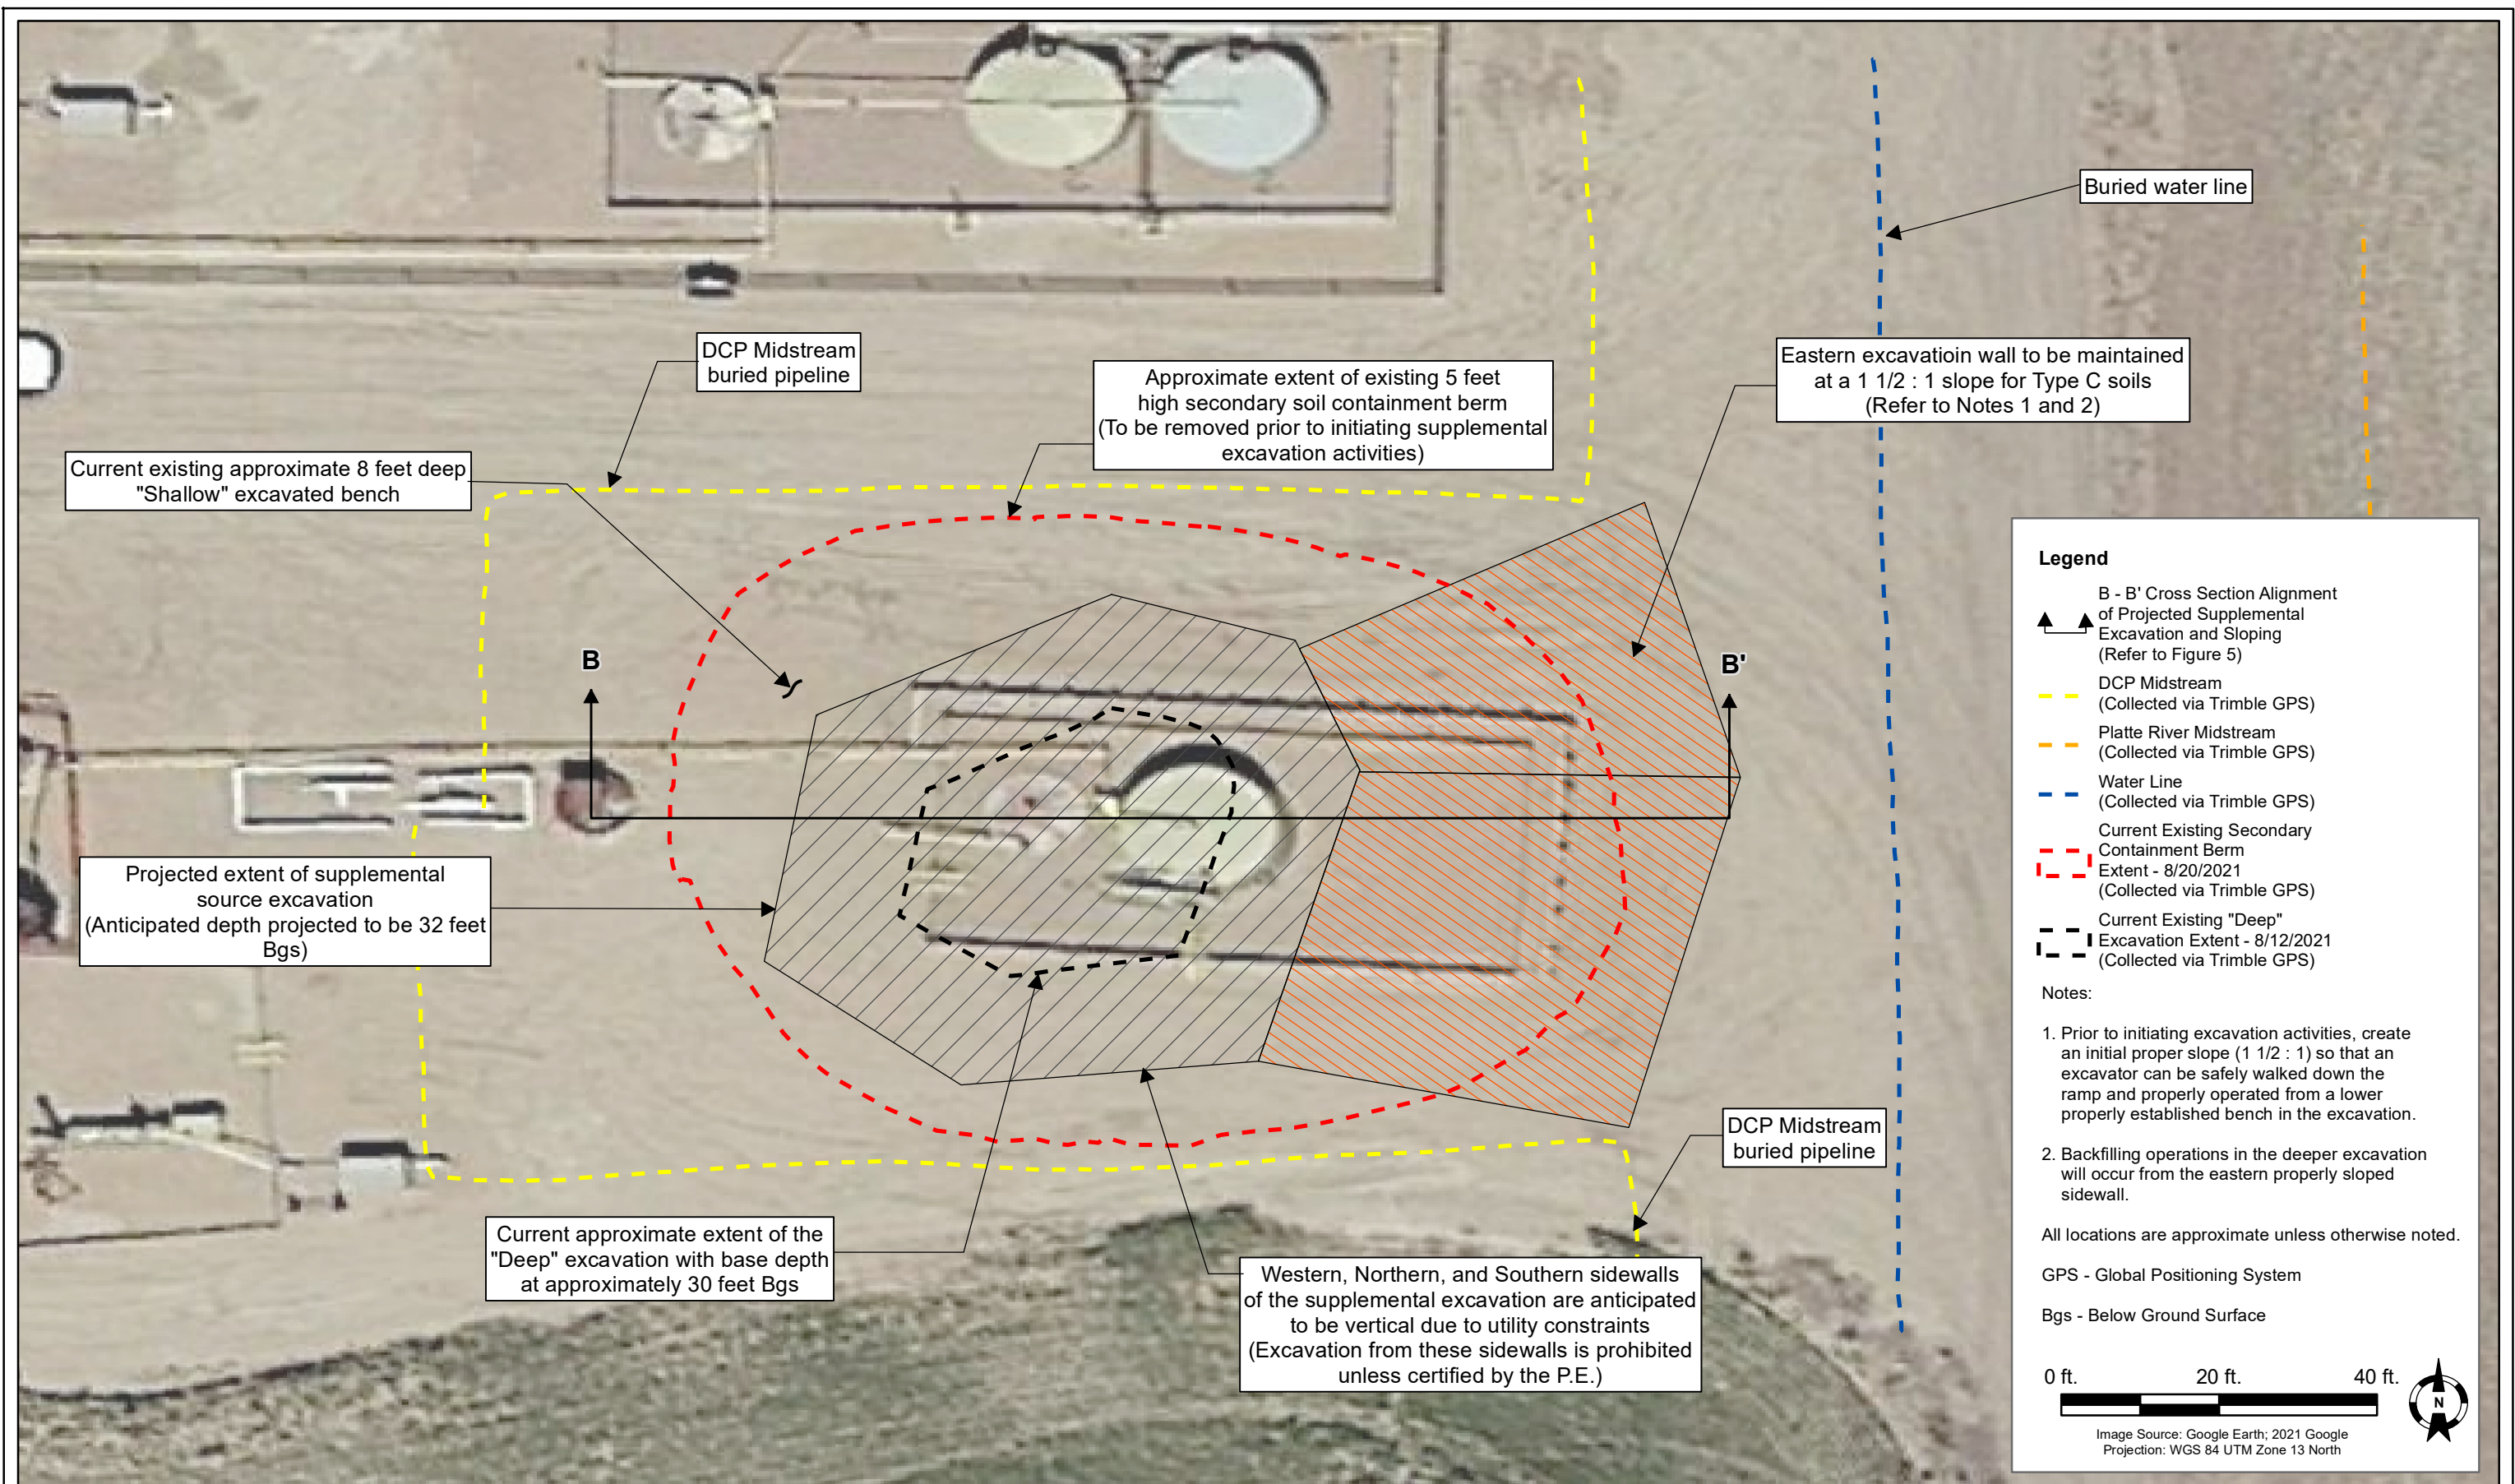 Buried water line
DCP Midstream
buried pipeline
Approximate extent of existing 5 feet
high secondary soil containment berm
(To be removed prior to initiating supplemental
excavation activities)
Eastern excavatioin wall to be maintained
at a 1 1/2 : 1 slope for Type C soils
(Refer to Notes 1 and 2)
Current existing approximate 8 feet deep
"Shallow" excavated bench
B
B'
Projected extent of supplemental
source excavation
(Anticipated depth projected to be 32 feet
Bgs)
DCP Midstream
buried pipeline
Current approximate extent of the
"Deep" excavation with base depth
at approximately 30 feet Bgs
Western, Northern, and Southern sidewalls
of the supplemental excavation are anticipated
to be vertical due to utility constraints
(Excavation from these sidewalls is prohibited
unless certified by the P.E.)
Legend
B - B' Cross Section Alignment
of Projected Supplemental
Excavation and Sloping
(Refer to Figure 5)
DCP Midstream
(Collected via Trimble GPS)
Platte River Midstream
(Collected via Trimble GPS)
Water Line
(Collected via Trimble GPS)
Current Existing Secondary
Containment Berm
Extent - 8/20/2021
(Collected via Trimble GPS)
Current Existing "Deep"
Excavation Extent - 8/12/2021
(Collected via Trimble GPS)
Notes:
1. Prior to initiating excavation activities, create
an initial proper slope (1 1/2 : 1) so that an
excavator can be safely walked down the
ramp and properly operated from a lower
properly established bench in the excavation.
2. Backfilling operations in the deeper excavation
will occur from the eastern properly sloped
sidewall.
All locations are approximate unless otherwise noted.
GPS - Global Positioning System
Bgs - Below Ground Surface
0 ft. 20 ft. 40 ft.
N
Image Source: Google Earth; 2021 Google
Projection: WGS 84 UTM Zone 13 North